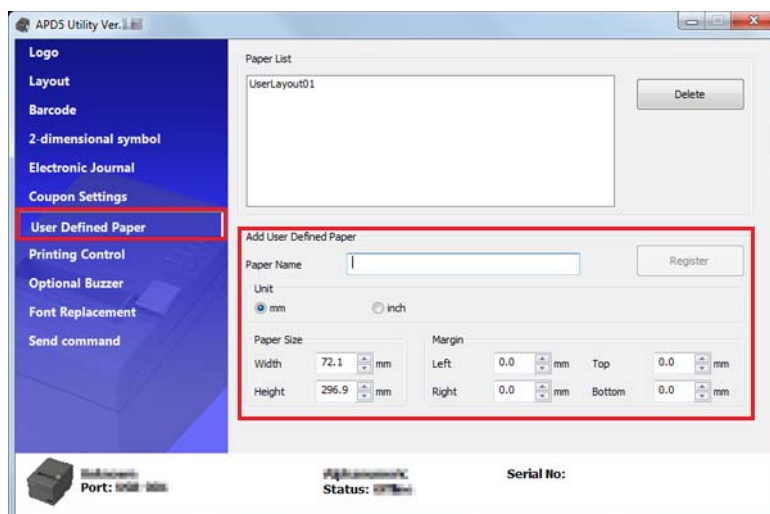 APD5 Utility Ver.
Logo
Layout
Barcode
2-dimensional symbol
Electronic Journal
Coupon Settings
User Defined Paper
Printing Control
Optional Buzzer
Font Replacement
Send command
Paper List
UserLayout01
Delete
Add User Defined Paper
Paper Name
Register
Unit
mm inch
Paper Size
Width 72.1 mm
Height 296.9 mm
Margin
Left 0.0 mm Top 0.0 mm
Right 0.0 mm Bottom 0.0 mm
Port:
Status:
Serial No: